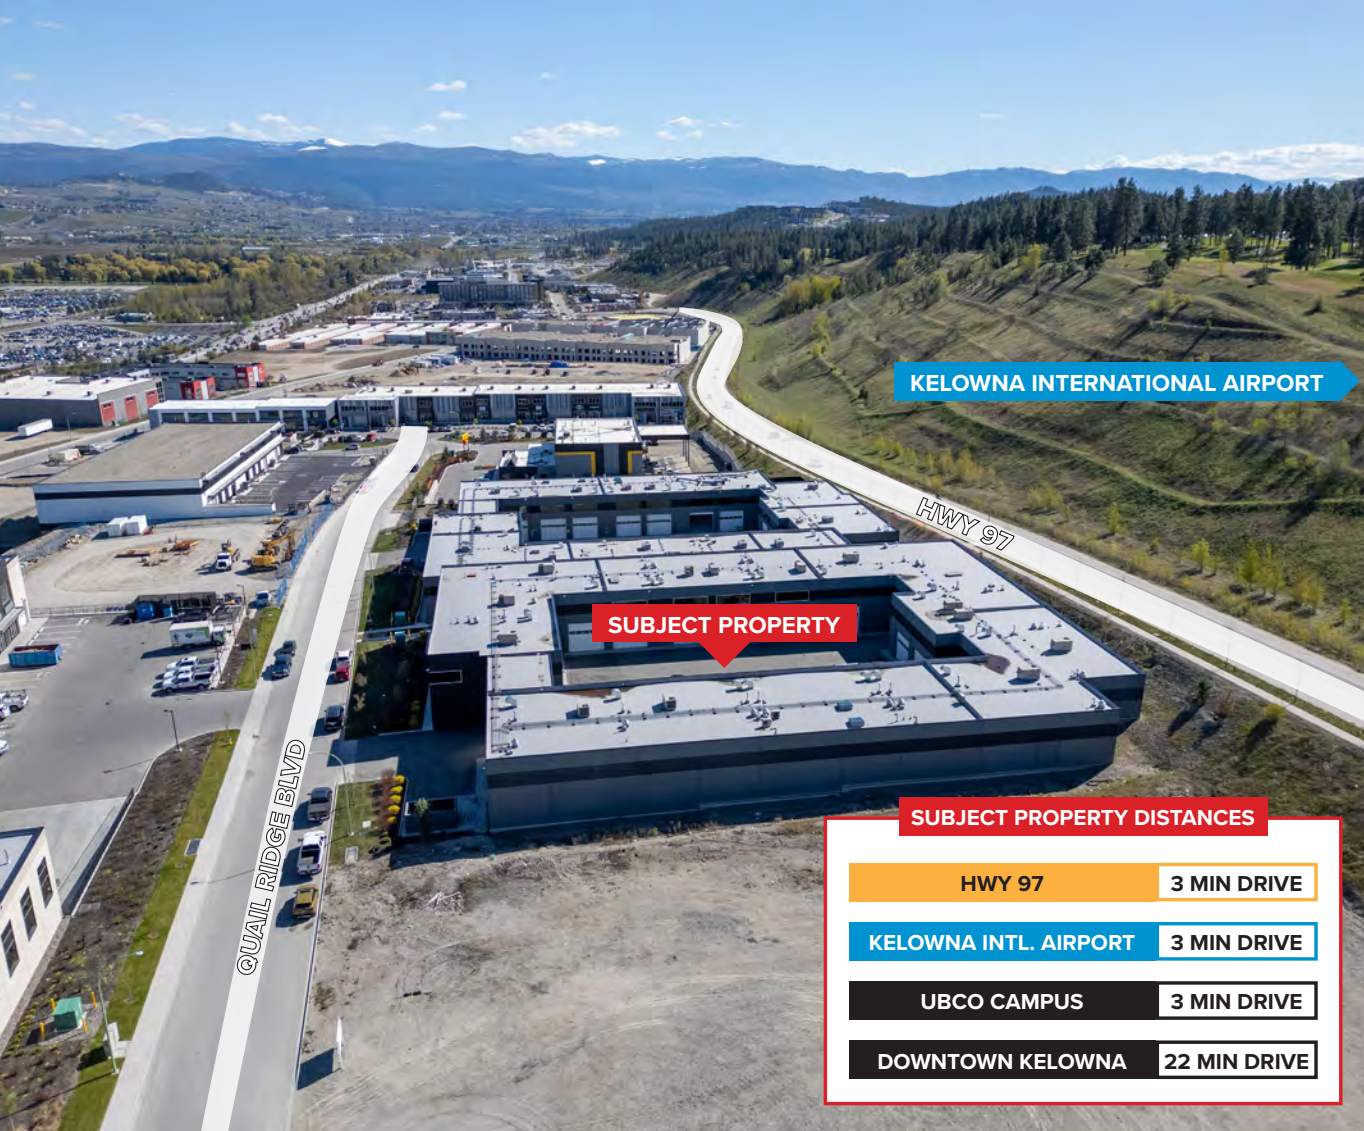 KELOWNA INTERNATIONAL AIRPORT
HWY 97
SUBJECT PROPERTY
QUAIL RIDGE BLVD
SUBJECT PROPERTY DISTANCES
HWY 97 3 MIN DRIVE
KELOWNA INTL. AIRPORT 3 MIN DRIVE
UBCO CAMPUS 3 MIN DRIVE
DOWNTOWN KELOWNA 22 MIN DRIVE